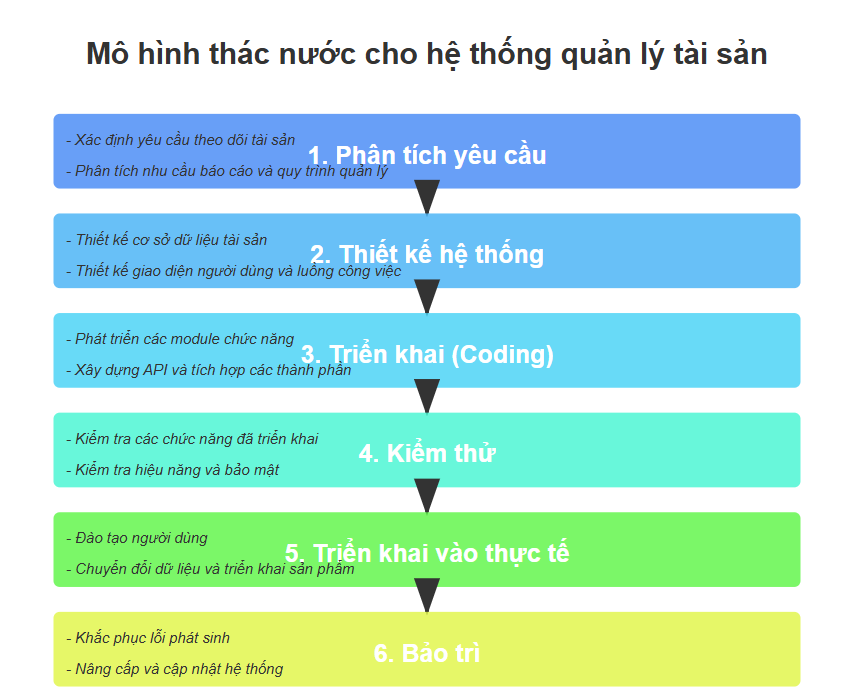 Mô hình thác nước cho hệ thống quản lý tài sản
1. Phân tích yêu cầu
- Xác định yêu cầu theo dõi tài sản
- Phân tích nhu cầu báo cáo và quy trình quản lý
2. Thiết kế hệ thống
- Thiết kế cơ sở dữ liệu tài sản
- Thiết kế giao diện người dùng và luồng công việc
3. Triển khai (Coding)
- Phát triển các module chức năng
- Xây dựng API và tích hợp các thành phần
4. Kiểm thử
- Kiểm tra các chức năng đã triển khai
- Kiểm tra hiệu năng và bảo mật
5. Triển khai vào thực tế
- Đào tạo người dùng
- Chuyển đổi dữ liệu và triển khai sản phẩm
6. Bảo trì
- Khắc phục lỗi phát sinh
- Nâng cấp và cập nhật hệ thống